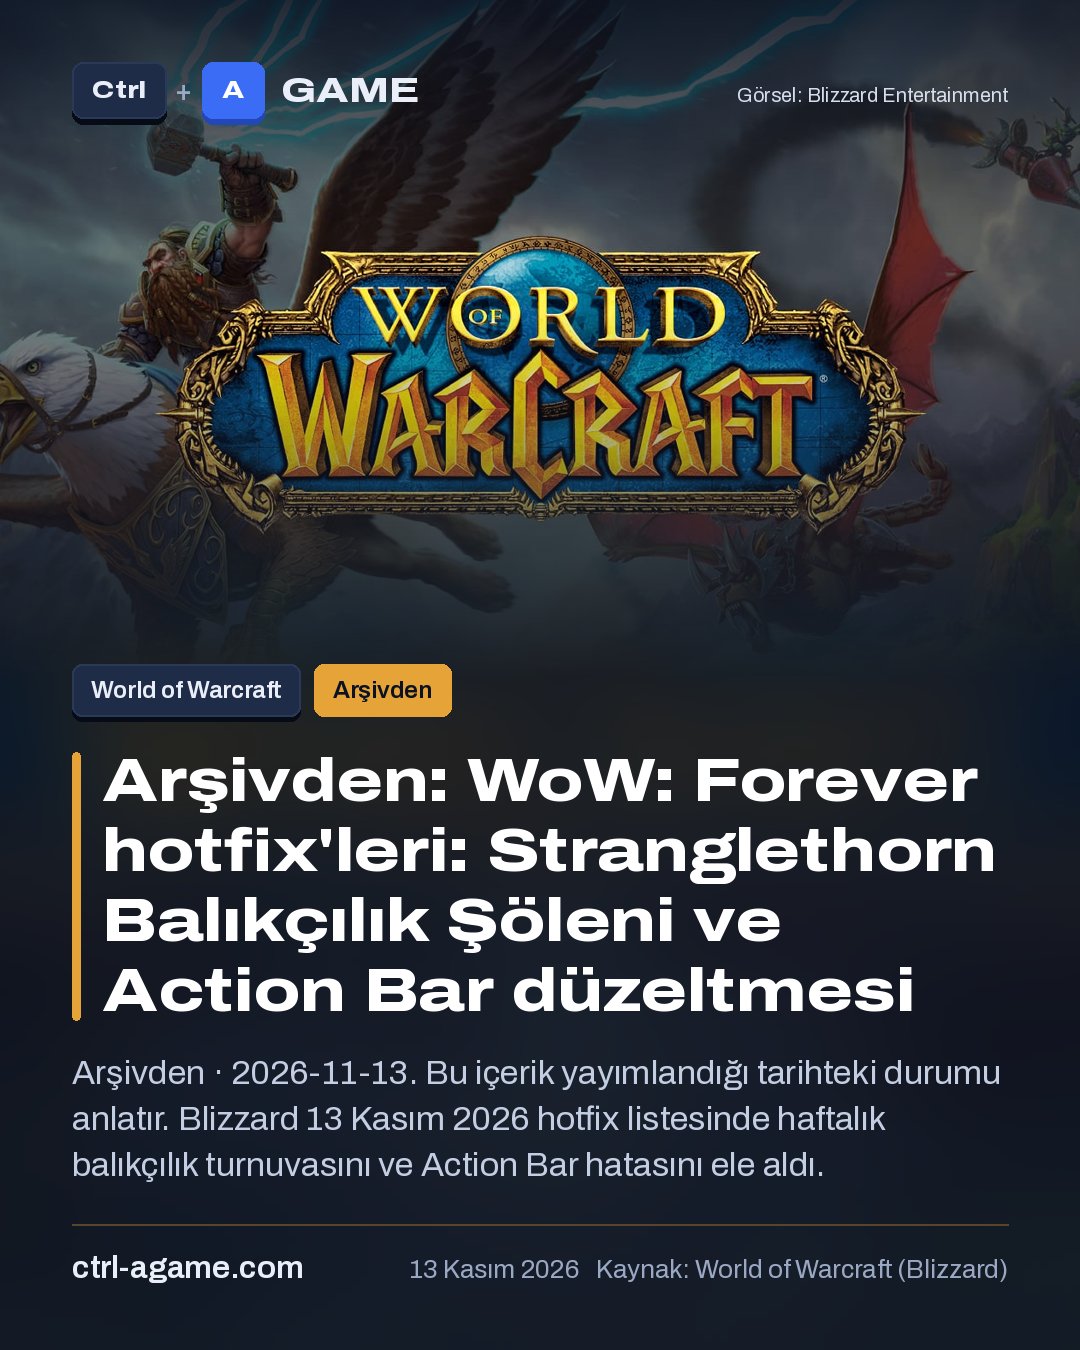 Ctrl + A GAME
Görsel: Blizzard Entertainment
WORLD OF
WARCRAFT ®
World of Warcraft
Arşivden
Arşivden: WoW: Forever
hotfix'leri: Stranglethorn
Balıkçılık Şöleni ve
Action Bar düzeltmesi
Arşivden · 2026-11-13. Bu içerik yayımlandığı tarihteki durumu
anlatır. Blizzard 13 Kasım 2026 hotfix listesinde haftalık
balıkçılık turnuvasını ve Action Bar hatasını ele aldı.
ctrl-agame.com
13 Kasım 2026 Kaynak: World of Warcraft (Blizzard)